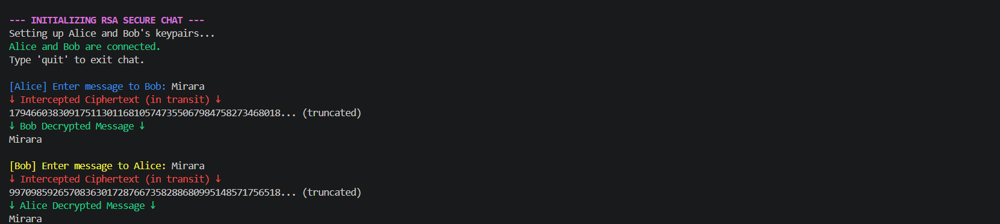 --- INITIALIZING RSA SECURE CHAT ---
Setting up Alice and Bob's keypairs...
Alice and Bob are connected.
Type 'quit' to exit chat.
[Alice] Enter message to Bob: Mirara
↓ Intercepted Ciphertext (in transit) ↓
17946603830917511301168105747355067984758273468018... (truncated)
↓ Bob Decrypted Message ↓
Mirara
[Bob] Enter message to Alice: Mirara
↓ Intercepted Ciphertext (in transit) ↓
99709859265708363017287667358288680995148571756518... (truncated)
↓ Alice Decrypted Message ↓
Mirara